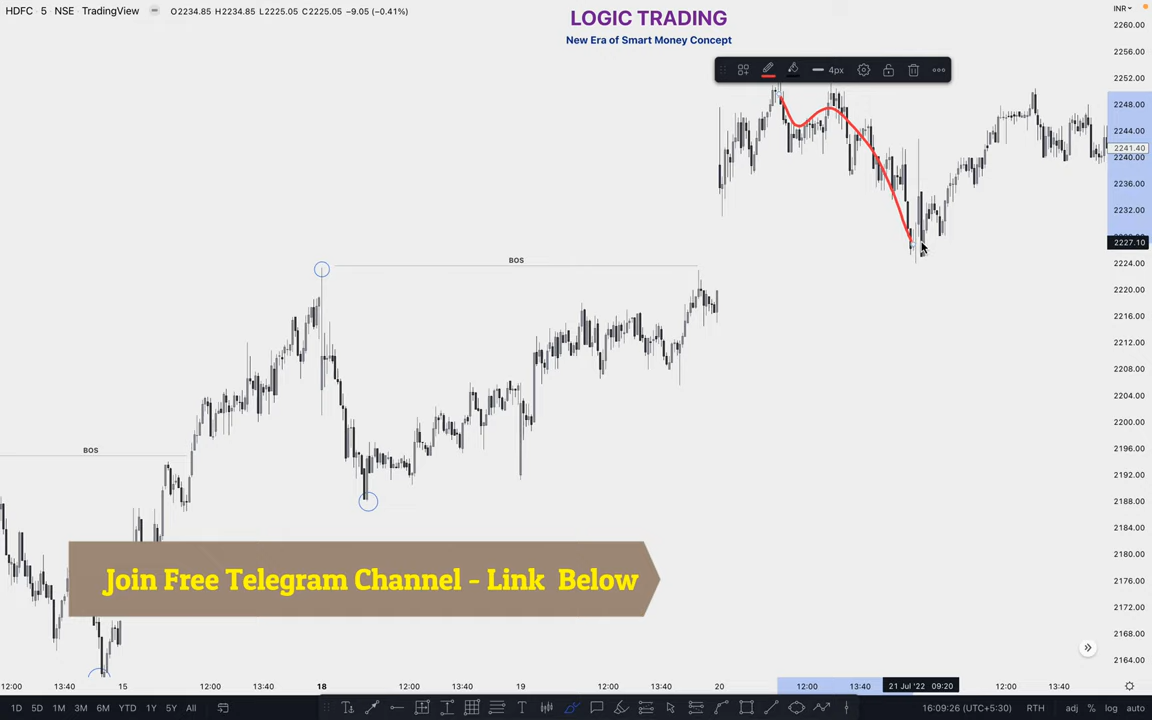 HDFC · 5 · NSE · TradingView
O2234.85 H2234.85 L2225.05 C2225.05 −9.05 (−0.41%)
LOGIC TRADING
New Era of Smart Money Concept
INR
4px
2260.00
2256.00
2252.00
2248.00
2244.00
2241.40
2240.00
2236.00
2232.00
2227.10
2224.00
2220.00
2216.00
2212.00
2208.00
2204.00
2200.00
2196.00
2192.00
2188.00
2184.00
2180.00
2176.00
2172.00
2168.00
2164.00
BOS
BOS
Join Free Telegram Channel - Link Below
12:00 13:40 15 12:00 13:40 18 12:00 13:40 19 12:00 13:40 20 12:00 13:40 21 Jul '22 09:20 12:00 13:40
1D 5D 1M 3M 6M YTD 1Y 5Y All
16:09:26 (UTC+5:30) RTH adj % log auto